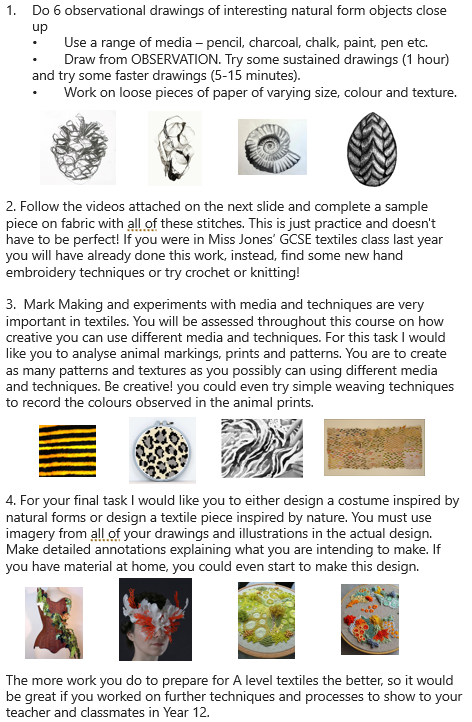 1. Do 6 observational drawings of interesting natural form objects close
up
• Use a range of media – pencil, charcoal, chalk, paint, pen etc.
• Draw from OBSERVATION. Try some sustained drawings (1 hour)
and try some faster drawings (5-15 minutes).
• Work on loose pieces of paper of varying size, colour and texture.
2. Follow the videos attached on the next slide and complete a sample
piece on fabric with all of these stitches. This is just practice and doesn't
have to be perfect! If you were in Miss Jones’ GCSE textiles class last year
you will have already done this work, instead, find some new hand
embroidery techniques or try crochet or knitting!
3. Mark Making and experiments with media and techniques are very
important in textiles. You will be assessed throughout this course on how
creative you can use different media and techniques. For this task I would
like you to analyse animal markings, prints and patterns. You are to create
as many patterns and textures as you possibly can using different media
and techniques. Be creative! you could even try simple weaving techniques
to record the colours observed in the animal prints.
4. For your final task I would like you to either design a costume inspired by
natural forms or design a textile piece inspired by nature. You must use
imagery from all of your drawings and illustrations in the actual design.
Make detailed annotations explaining what you are intending to make. If
you have material at home, you could even start to make this design.
The more work you do to prepare for A level textiles the better, so it would
be great if you worked on further techniques and processes to show to your
teacher and classmates in Year 12.